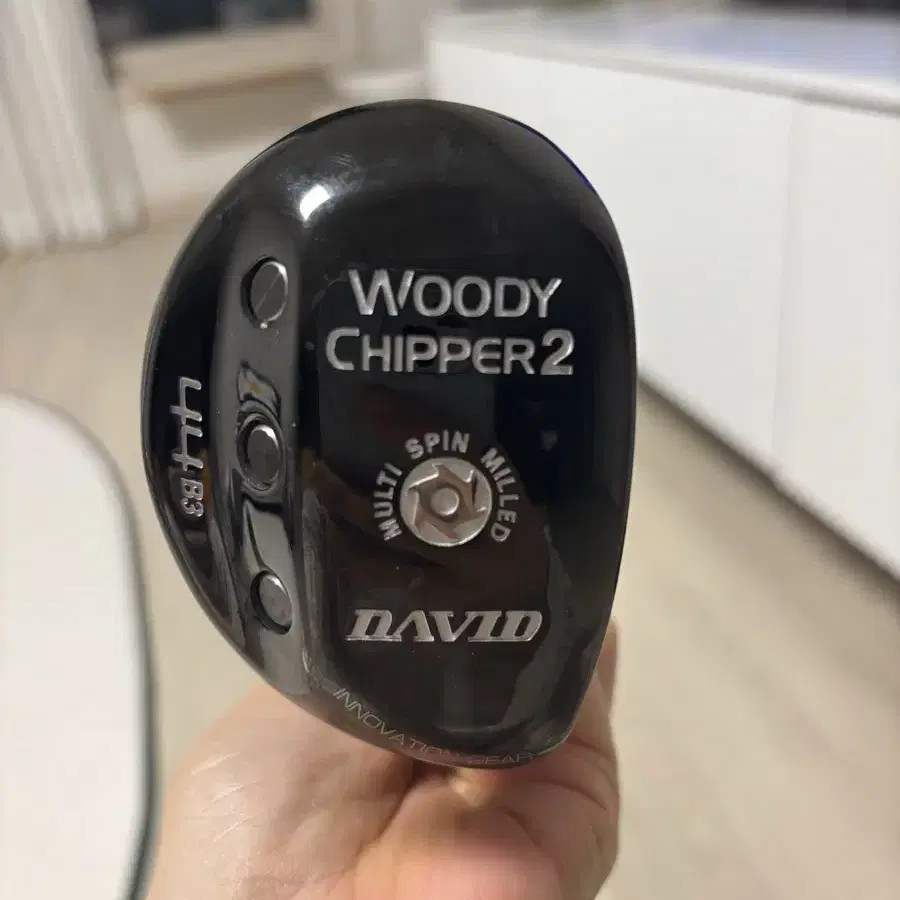 WOODY
CHIPPER2
MULTI SPIN MILLED
DAVID
INNOVATION GEAR
44 B3